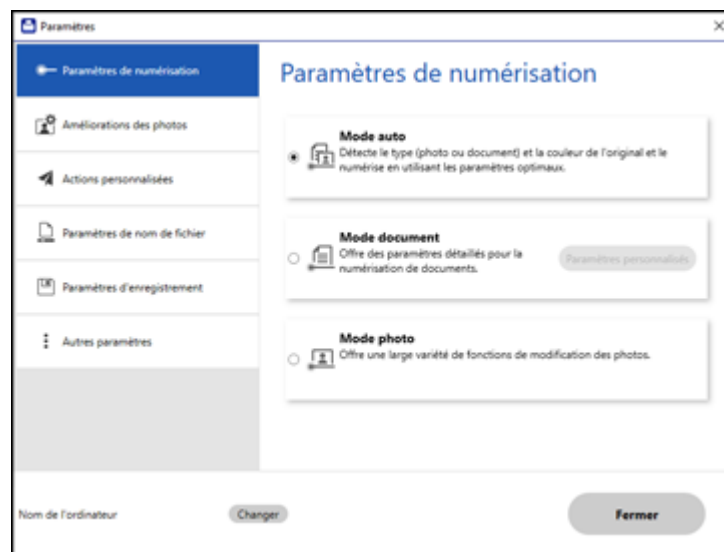 Paramètres
Paramètres de numérisation
Améliorations des photos
Actions personnalisées
Paramètres de nom de fichier
Paramètres d'enregistrement
Autres paramètres
Paramètres de numérisation
Mode auto
Détecte le type (photo ou document) et la couleur de l'original et le
numérise en utilisant les paramètres optimaux.
Mode document
Offre des paramètres détaillés pour la
numérisation de documents.
Paramètres personnalisés
Mode photo
Offre une large variété de fonctions de modification des photos.
Nom de l'ordinateur
Changer
Fermer